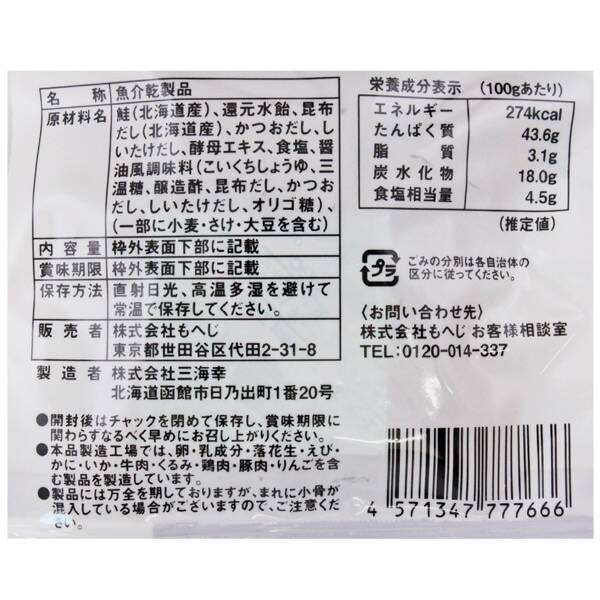 名称 魚介乾製品
原材料名 鮭(北海道産)、還元水飴、昆布
だし(北海道産)、かつおだし、し
いたけだし、酵母エキス、食塩、醤
油風調味料(こいくちしょうゆ、三
温糖、醸造酢、昆布だし、かつお
だし、しいたけだし、オリゴ糖)、
(一部に小麦・さけ・大豆を含む)
内容量 枠外表面下部に記載
賞味期限 枠外表面下部に記載
保存方法 直射日光、高温多湿を避けて
常温で保存してください。
販売者 株式会社もへじ
東京都世田谷区代田2-31-8
製造者 株式会社三海幸
北海道函館市日乃出町1番20号
●開封後はチャックを閉めて保存し、賞味期限に
関わらずなるべく早めにお召し上がりください。
●本品製造工場では、卵・乳成分・落花生・えび・
かに・いか・牛肉・くるみ・鶏肉・豚肉・りんごを含
む製品を製造しています。
●製品には万全を期しておりますが、まれに小骨が
混入している場合がございますので、ご注意くだ
さい。
栄養成分表示 (100gあたり)
エネルギー 274kcal
たんぱく質 43.6g
脂質 3.1g
炭水化物 18.0g
食塩相当量 4.5g
(推定値)
プラ
ごみの分別は各自治体の
区分に従ってください。
〈お問い合わせ先〉
株式会社もへじ お客様相談室
TEL:0120-014-337
4 571347 777666